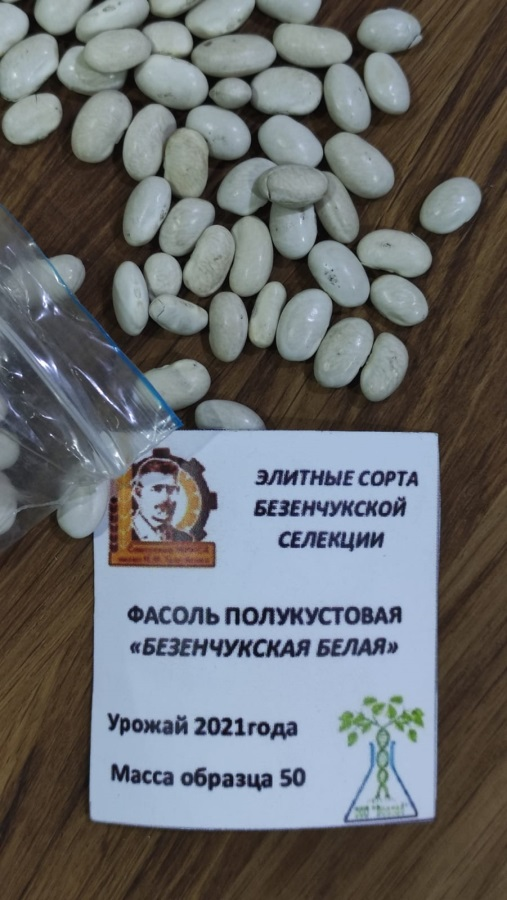 ЭЛИТНЫЕ СОРТА
БЕЗЕНЧУКСКОЙ
СЕЛЕКЦИИ
ФАСОЛЬ ПОЛУКУСТОВАЯ
«БЕЗЕНЧУКСКАЯ БЕЛАЯ»
Урожай 2021года
Масса образца 50